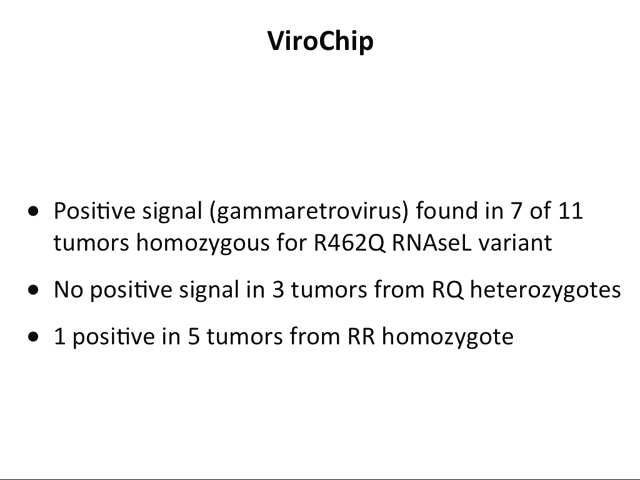 ViroChip
• Positive signal (gammaretrovirus) found in 7 of 11
tumors homozygous for R462Q RNAseL variant
• No positive signal in 3 tumors from RQ heterozygotes
• 1 positive in 5 tumors from RR homozygote